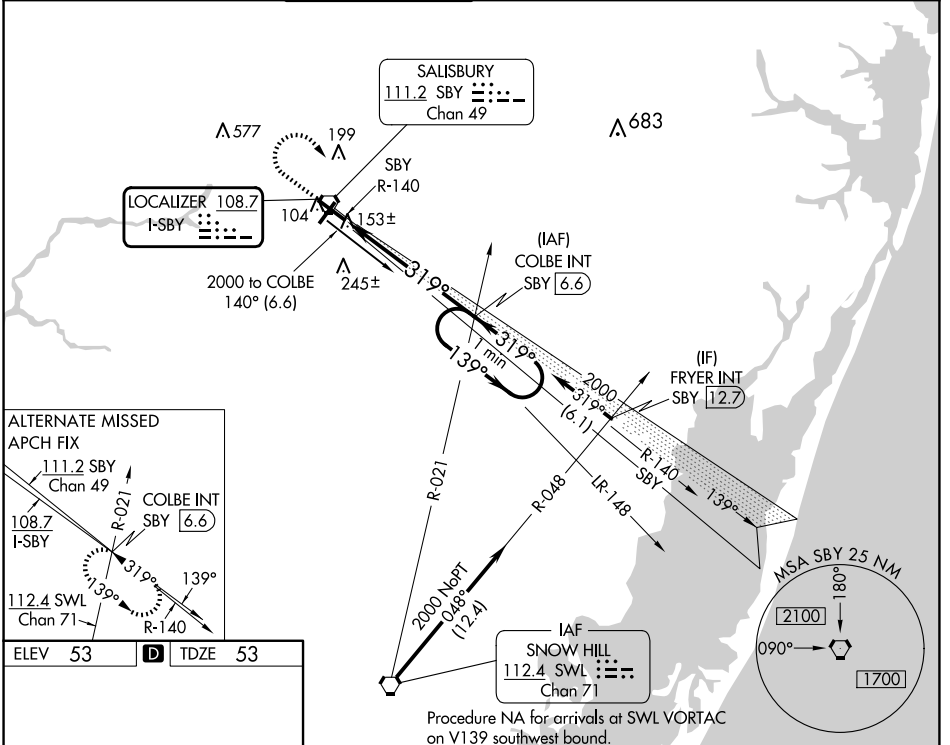 SALISBURY
111.2 SBY
Chan 49
577
199
683
SBY
R-140
LOCALIZER 108.7
I-SBY
104
153±
245±
2000 to COLBE
140° (6.6)
319°
(IAF)
COLBE INT
SBY 6.6
1 min
139°
319°
2000
319°
(6.1)
(IF)
FRYER INT
SBY 12.7
R-140
SBY
139°
R-021
R-048
LR-148
2000 NoPT
048°
(12.4)
ALTERNATE MISSED
APCH FIX
111.2 SBY
Chan 49
R-021
COLBE INT
SBY 6.6
108.7
I-SBY
319°
139°
139°
112.4 SWL
Chan 71
R-140
ELEV 53 D TDZE 53
IAF
SNOW HILL
112.4 SWL
Chan 71
Procedure NA for arrivals at SWL VORTAC
on V139 southwest bound.
MSA SBY 25 NM
180°
2100
090°
1700